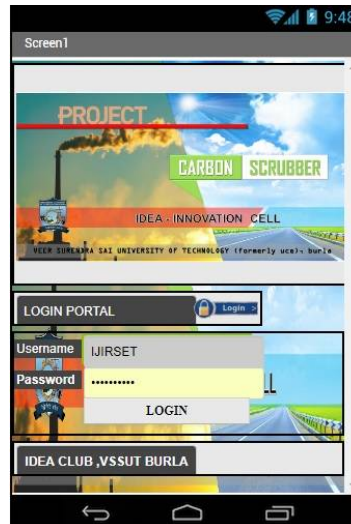 9:48
Screen1
PROJECT
CARBON SCRUBBER
IDEA - INNOVATION CELL
VEER SURENDRA SAI UNIVERSITY OF TECHNOLOGY (formerly uce), burla
LOGIN PORTAL
Login >
Username IJIRSET
Password ••••••••••
LL
LOGIN
IDEA CLUB ,VSSUT BURLA